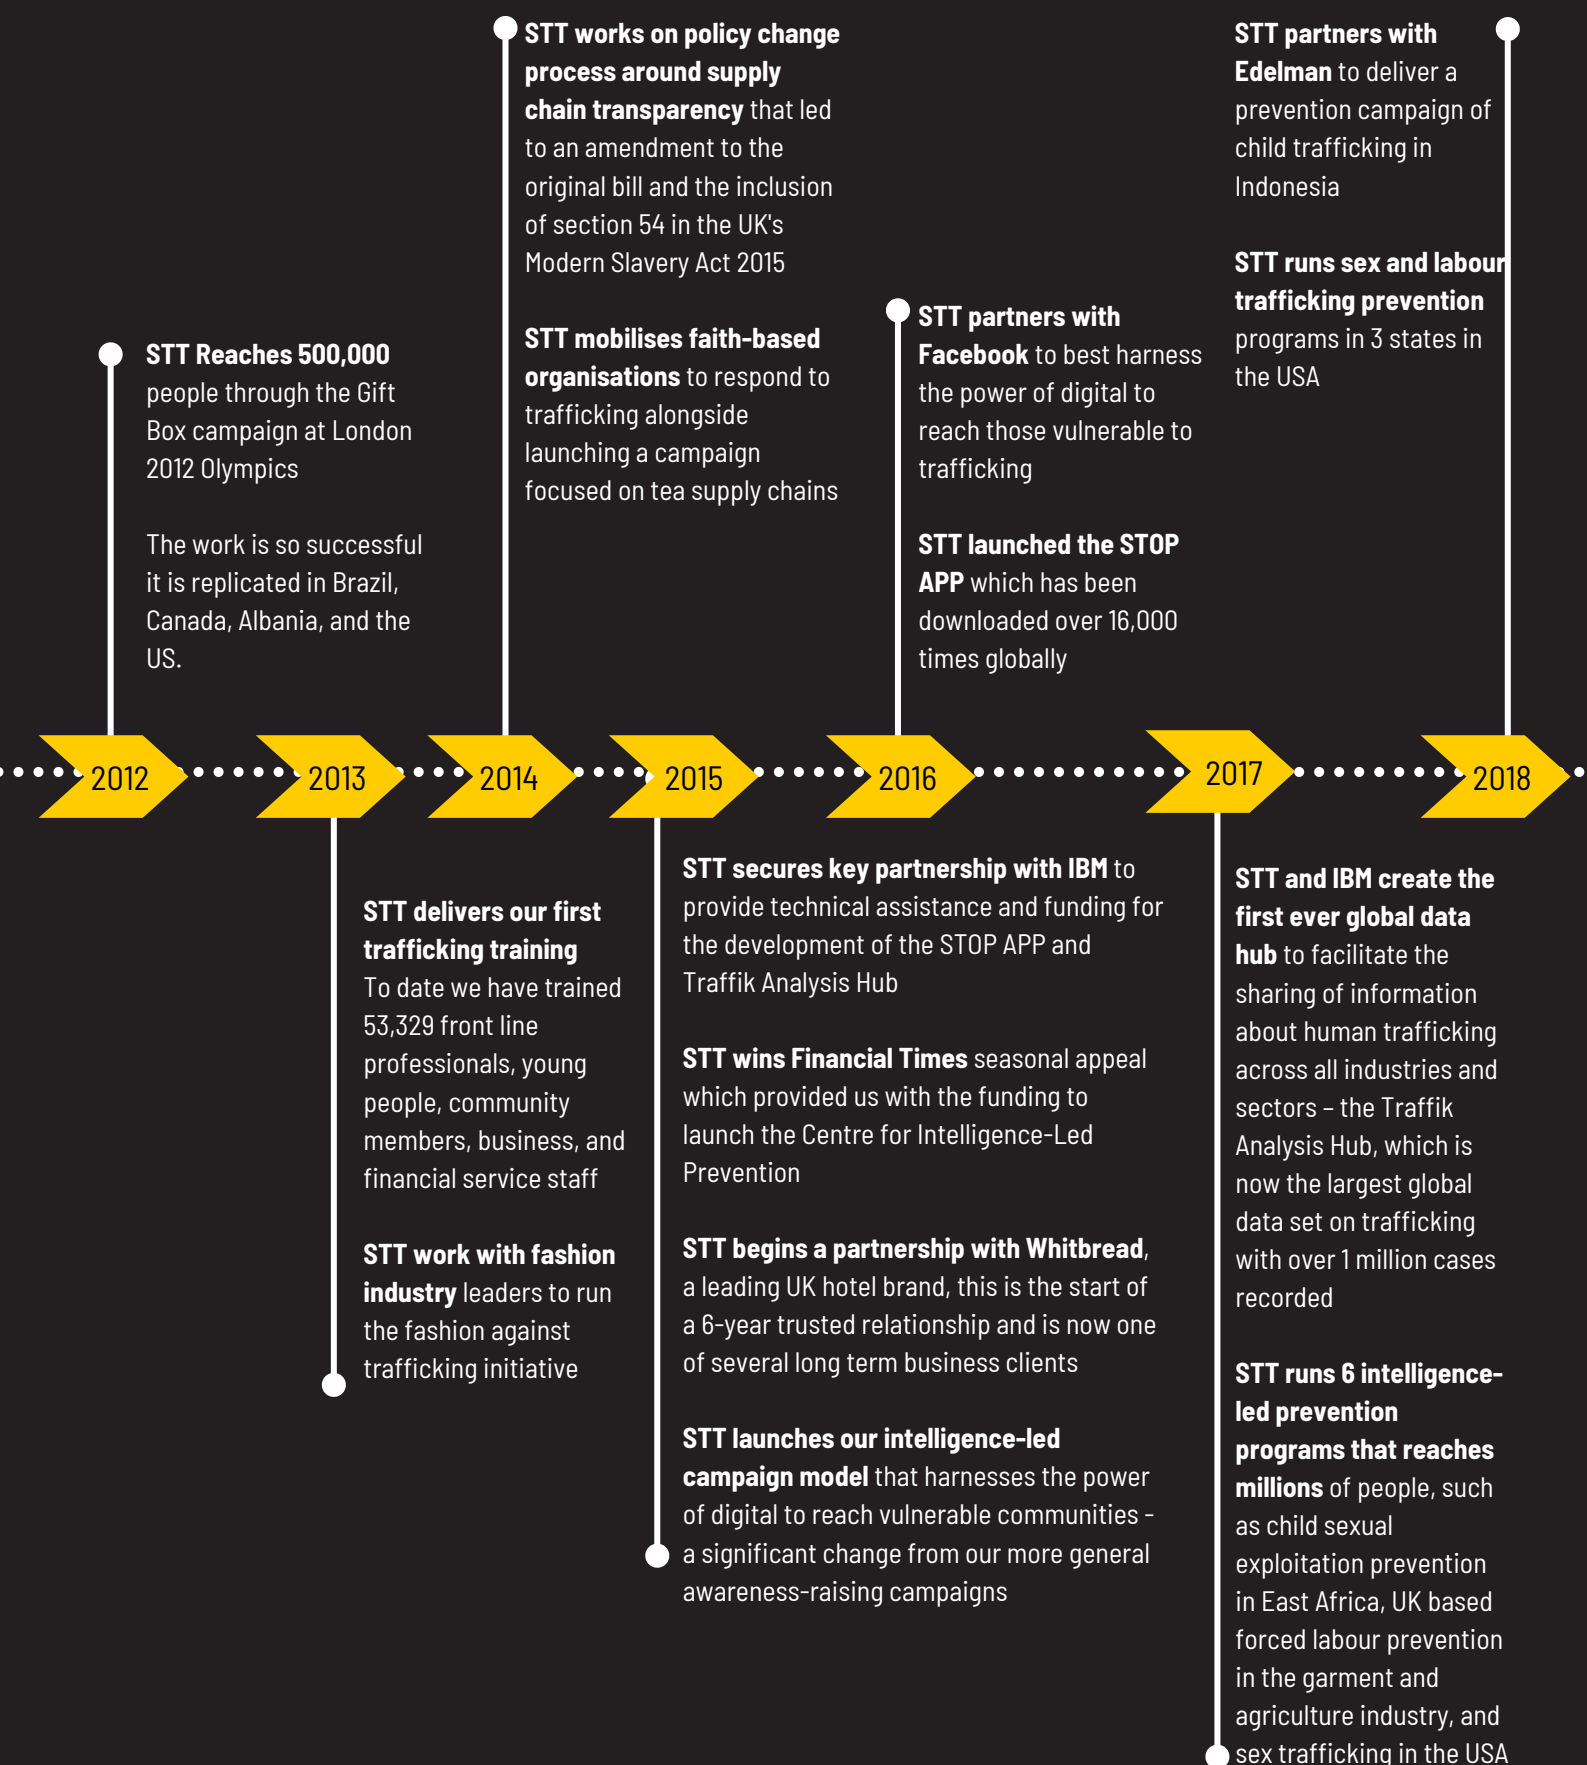 STT works on policy change
process around supply
chain transparency that led
to an amendment to the
original bill and the inclusion
of section 54 in the UK's
Modern Slavery Act 2015
STT mobilises faith-based
organisations to respond to
trafficking alongside
launching a campaign
focused on tea supply chains
STT partners with
Edelman to deliver a
prevention campaign of
child trafficking in
Indonesia
STT runs sex and labour
trafficking prevention
programs in 3 states in
the USA
STT Reaches 500,000
people through the Gift
Box campaign at London
2012 Olympics
The work is so successful
it is replicated in Brazil,
Canada, Albania, and the
US.
STT partners with
Facebook to best harness
the power of digital to
reach those vulnerable to
trafficking
STT launched the STOP
APP which has been
downloaded over 16,000
times globally
2012
2013
2014
2015
2016
2017
2018
STT delivers our first
trafficking training
To date we have trained
53,329 front line
professionals, young
people, community
members, business, and
financial service staff
STT work with fashion
industry leaders to run
the fashion against
trafficking initiative
STT secures key partnership with IBM to
provide technical assistance and funding for
the development of the STOP APP and
Traffik Analysis Hub
STT wins Financial Times seasonal appeal
which provided us with the funding to
launch the Centre for Intelligence-Led
Prevention
STT begins a partnership with Whitbread,
a leading UK hotel brand, this is the start of
a 6-year trusted relationship and is now one
of several long term business clients
STT launches our intelligence-led
campaign model that harnesses the power
of digital to reach vulnerable communities -
a significant change from our more general
awareness-raising campaigns
STT and IBM create the
first ever global data
hub to facilitate the
sharing of information
about human trafficking
across all industries and
sectors – the Traffik
Analysis Hub, which is
now the largest global
data set on trafficking
with over 1 million cases
recorded
STT runs 6 intelligence-
led prevention
programs that reaches
millions of people, such
as child sexual
exploitation prevention
in East Africa, UK based
forced labour prevention
in the garment and
agriculture industry, and
sex trafficking in the USA